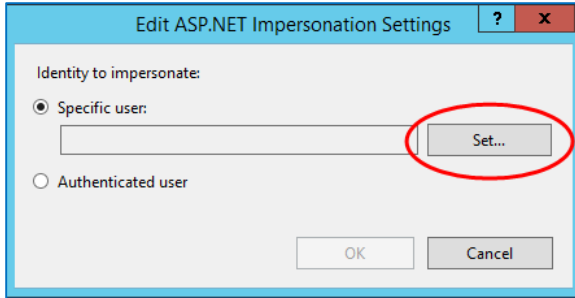 Edit ASP.NET Impersonation Settings
? x
Identity to impersonate:
Specific user:
Set...
Authenticated user
OK Cancel